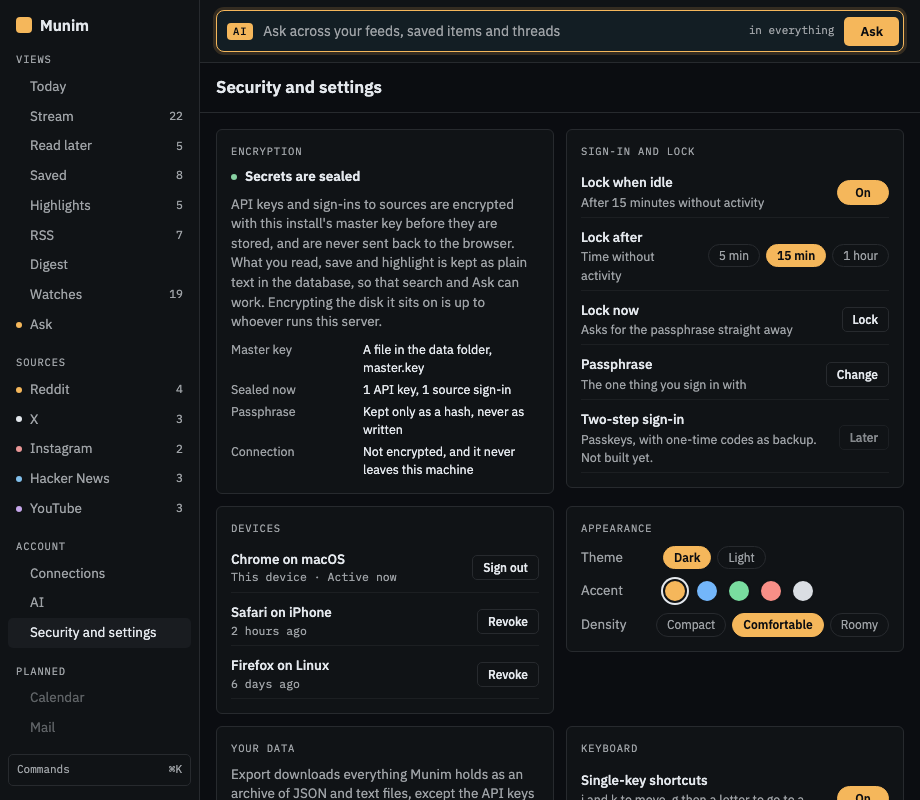 Munim
VIEWS
Today
Stream 22
Read later 5
Saved 8
Highlights 5
RSS 7
Digest
Watches 19
Ask
SOURCES
Reddit 4
X 3
Instagram 2
Hacker News 3
YouTube 3
ACCOUNT
Connections
AI
Security and settings
PLANNED
Calendar
Mail
Commands ⌘K
AI Ask across your feeds, saved items and threads in everything Ask
Security and settings
ENCRYPTION
Secrets are sealed
API keys and sign-ins to sources are encrypted
with this install's master key before they are
stored, and are never sent back to the browser.
What you read, save and highlight is kept as plain
text in the database, so that search and Ask can
work. Encrypting the disk it sits on is up to
whoever runs this server.
Master key A file in the data folder,
master.key
Sealed now 1 API key, 1 source sign-in
Passphrase Kept only as a hash, never as
written
Connection Not encrypted, and it never
leaves this machine
SIGN-IN AND LOCK
Lock when idle
After 15 minutes without activity
On
Lock after
Time without
activity
5 min 15 min 1 hour
Lock now
Asks for the passphrase straight away
Lock
Passphrase
The one thing you sign in with
Change
Two-step sign-in
Passkeys, with one-time codes as backup.
Not built yet.
Later
DEVICES
Chrome on macOS
This device · Active now
Sign out
Safari on iPhone
2 hours ago
Revoke
Firefox on Linux
6 days ago
Revoke
APPEARANCE
Theme Dark Light
Accent
Density Compact Comfortable Roomy
YOUR DATA
Export downloads everything Munim holds as an
archive of JSON and text files, except the API keys
KEYBOARD
Single-key shortcuts
j and k to move, g then a letter to go to a
On